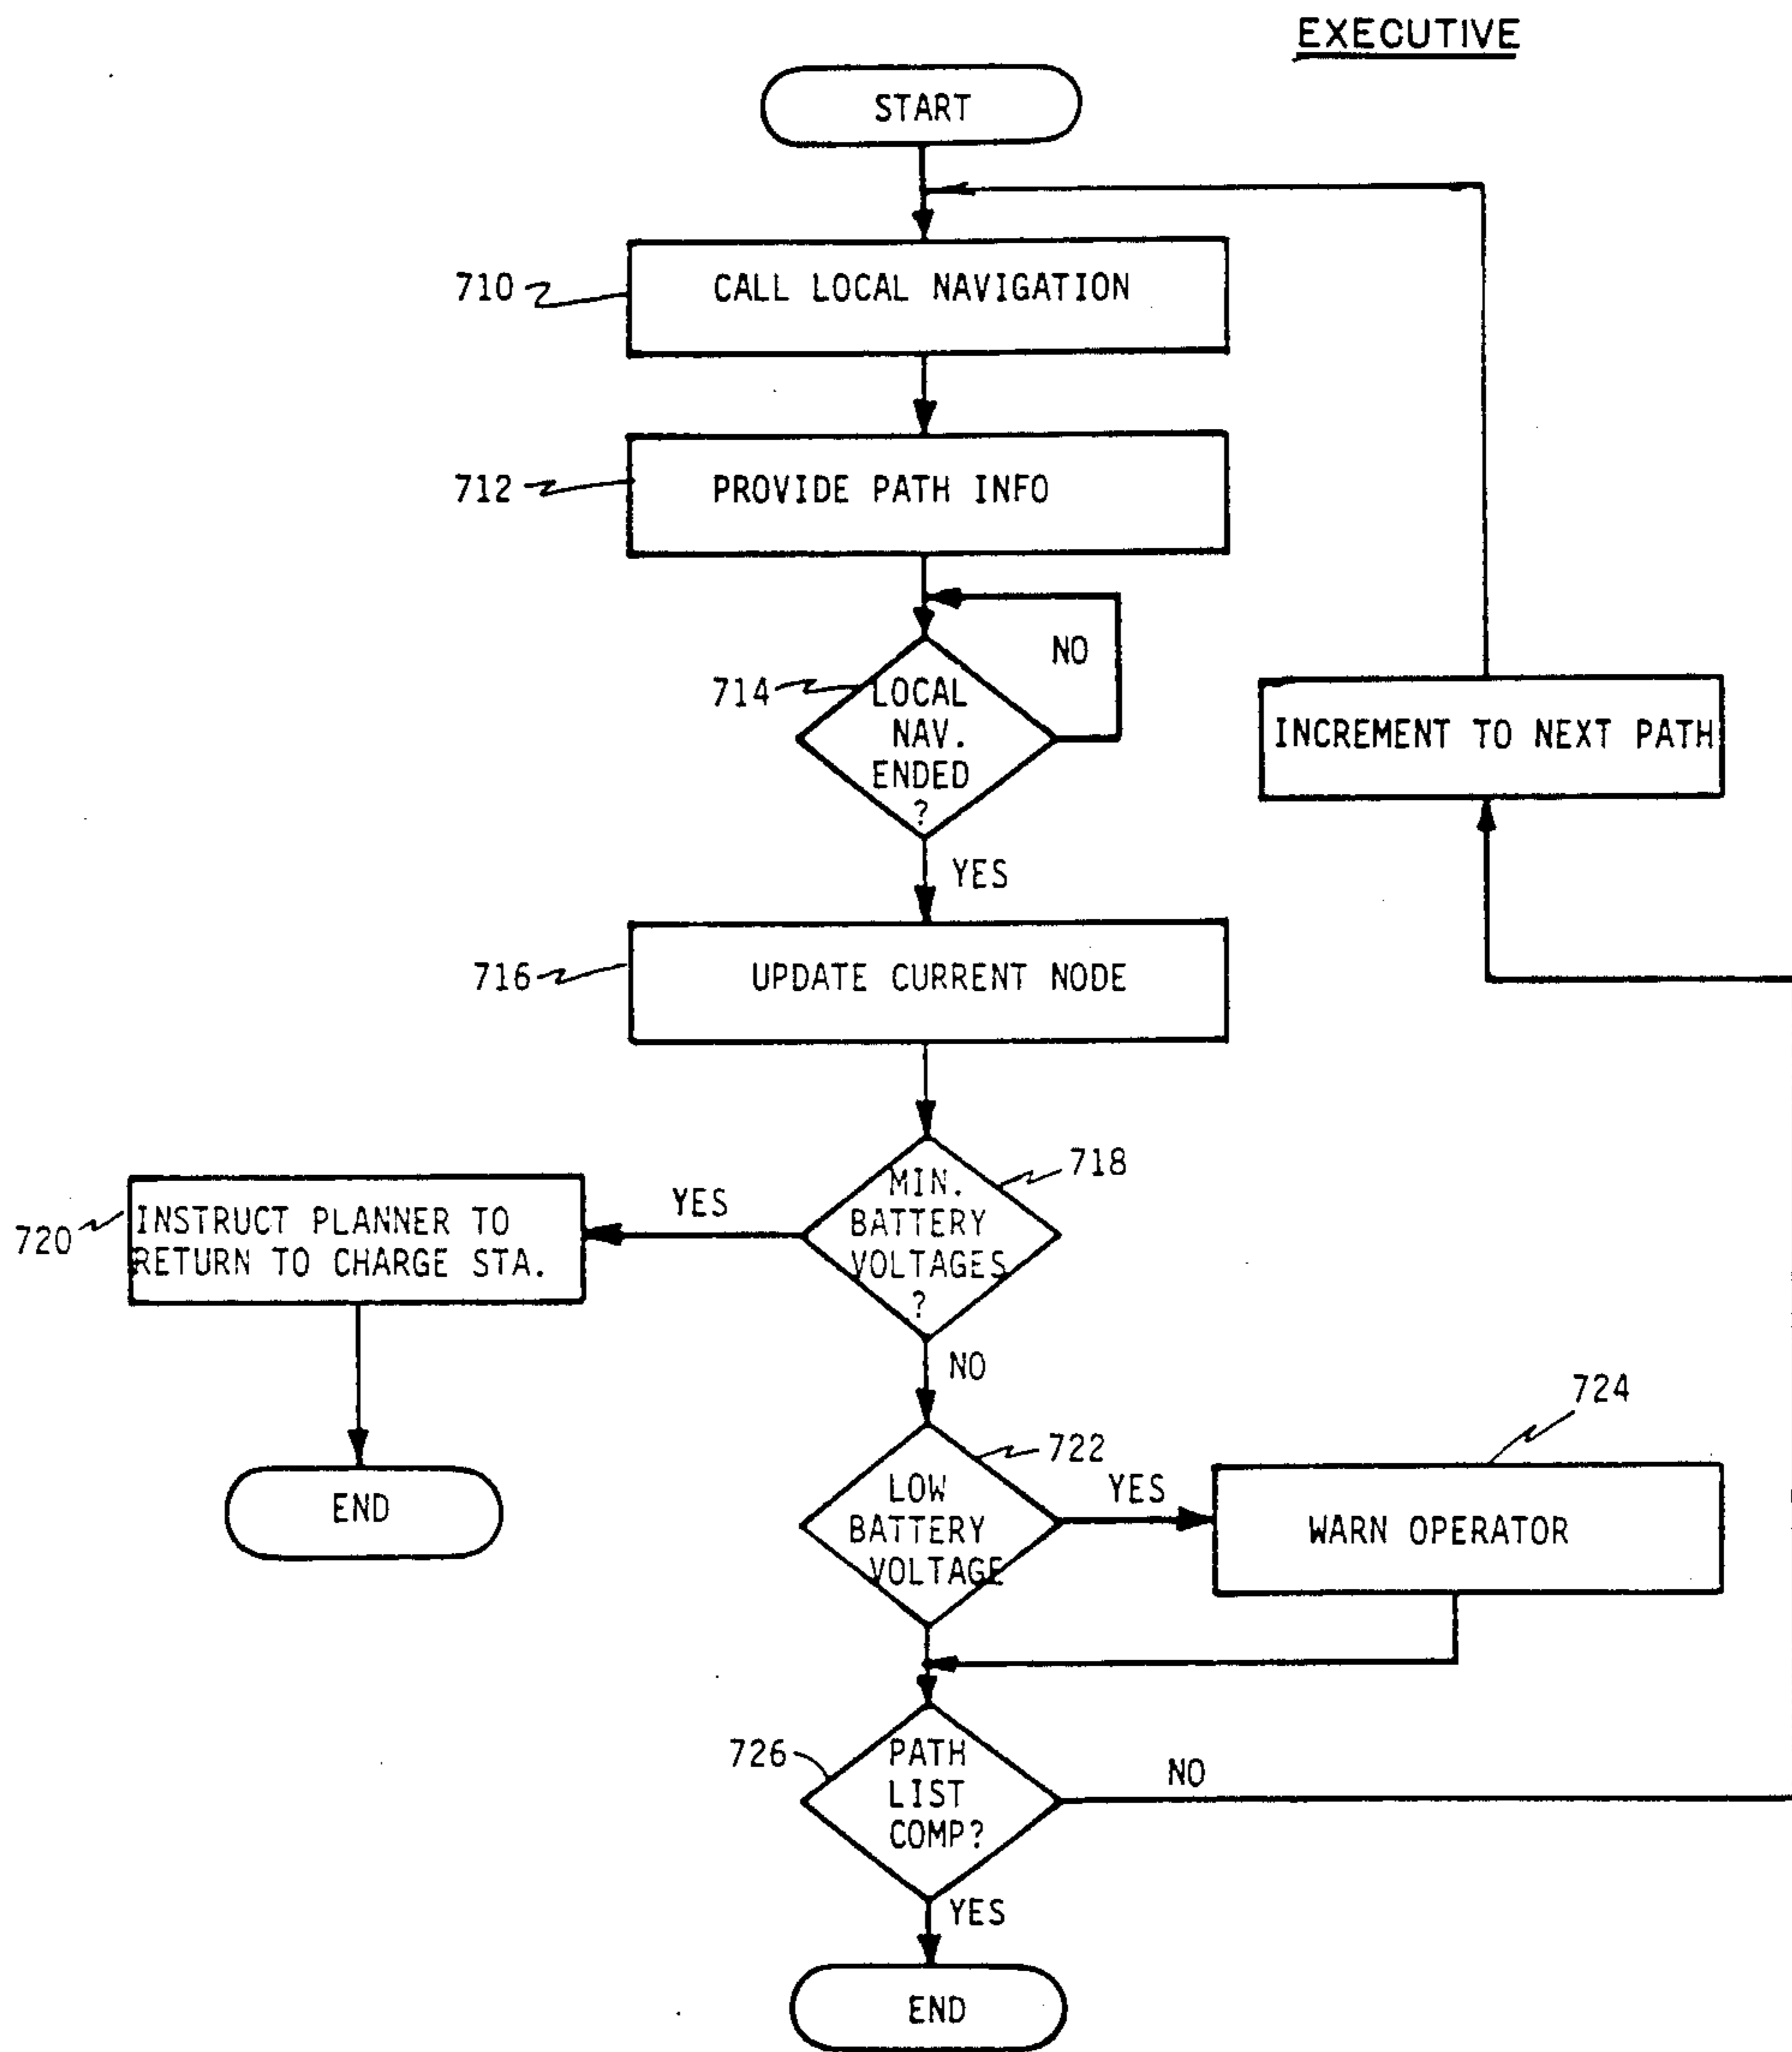 EXECUTIVE
START
710
CALL LOCAL NAVIGATION
712
PROVIDE PATH INFO
NO
714
LOCAL
NAV.
ENDED
?
INCREMENT TO NEXT PATH
YES
716
UPDATE CURRENT NODE
718
MIN.
BATTERY
VOLTAGES
?
YES
720
INSTRUCT PLANNER TO
RETURN TO CHARGE STA.
NO
724
722
LOW
BATTERY
VOLTAGE
YES
WARN OPERATOR
END
726
PATH
LIST
COMP?
NO
YES
END